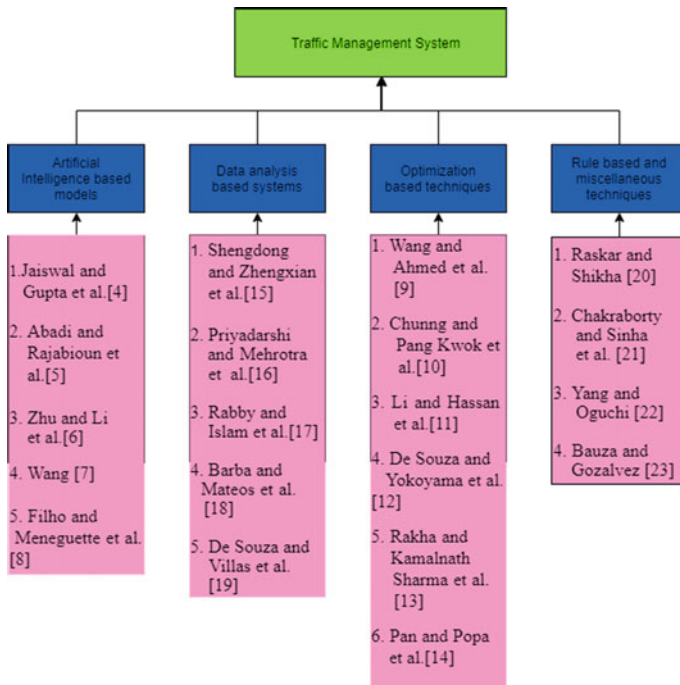 Traffic Management System
Artificial
Intelligence based
models
Data analysis
based systems
Optimization
based techniques
Rule based and
miscellaneous
techniques
1.Jaiswal and
Gupta et al.[4]
2. Abadi and
Rajabioun et
al.[5]
3. Zhu and Li
et al.[6]
4. Wang [7]
5. Filho and
Meneguette et al.
[8]
1. Shengdong
and Zhengxian
et al.[15]
2. Priyadarshi
and Mehrotra
et al.[16]
3. Rabby and
Islam et al.[17]
4. Barba and
Mateos et al.
[18]
5. De Souza and
Villas et al.
[19]
1. Wang and
Ahmed et al.
[9]
2. Chunng and
Pang Kwok et
al.[10]
3. Li and Hassan
et al.[11]
4. De Souza and
Yokoyama et al.
[12]
5. Rakha and
Kamalnath
Sharma et al.
[13]
6. Pan and Popa
et al.[14]
1. Raskar and
Shikha [20]
2. Chakraborty
and Sinha
et al. [21]
3. Yang and
Oguchi [22]
4. Bauza and
Gozalvez [23]